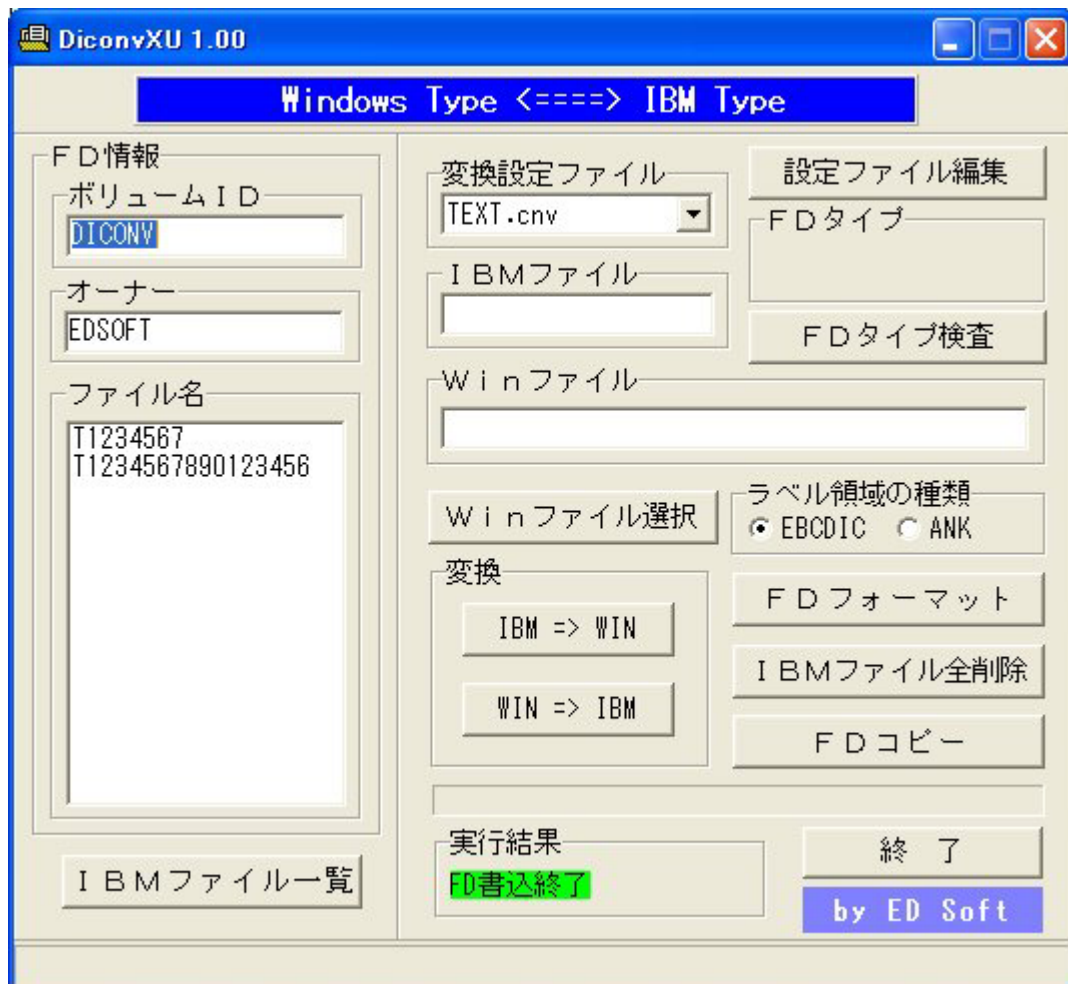 DiconvXU 1.00
Windows Type <====> IBM Type
ＦＤ情報
ボリュームＩＤ
DICONV
オーナー
EDSOFT
ファイル名
T1234567
T1234567890123456
ＩＢＭファイル一覧
変換設定ファイル
TEXT.cnv
設定ファイル編集
ＦＤタイプ
ＩＢＭファイル
ＦＤタイプ検査
Ｗｉｎファイル
Ｗｉｎファイル選択
ラベル領域の種類
EBCDIC ANK
変換
IBM => WIN
WIN => IBM
ＦＤフォーマット
ＩＢＭファイル全削除
ＦＤコピー
実行結果
FD書込終了
終　了
by ED Soft